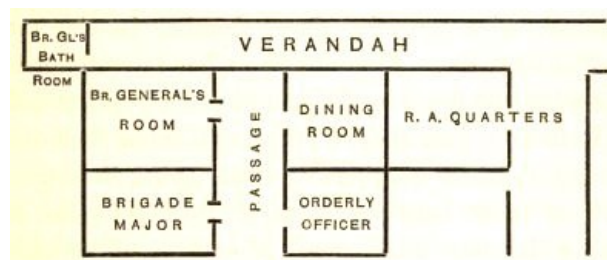 BR. GL'S
BATH
ROOM
VERANDAH
BR. GENERAL'S
ROOM
PASSAGE
DINING
ROOM
R. A. QUARTERS
BRIGADE
MAJOR
ORDERLY
OFFICER